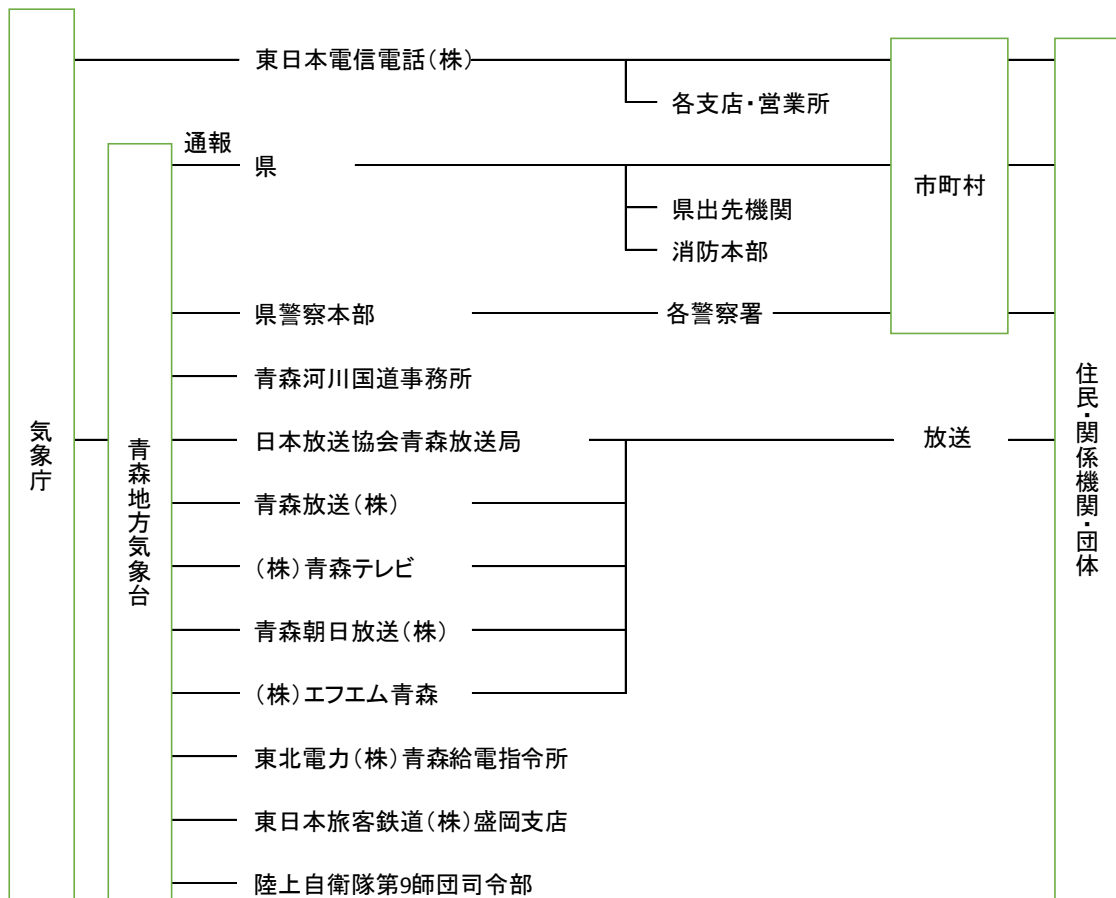 東日本電信電話（株）
各支店・営業所
通報
県
市町村
県出先機関
消防本部
県警察本部
各警察署
青森河川国道事務所
気象庁
青森地方気象台
日本放送協会青森放送局
放送
住民・関係機関・団体
青森放送（株）
（株）青森テレビ
青森朝日放送（株）
（株）エフエム青森
東北電力（株）青森給電指令所
東日本旅客鉄道（株）盛岡支店
陸上自衛隊第9師団司令部